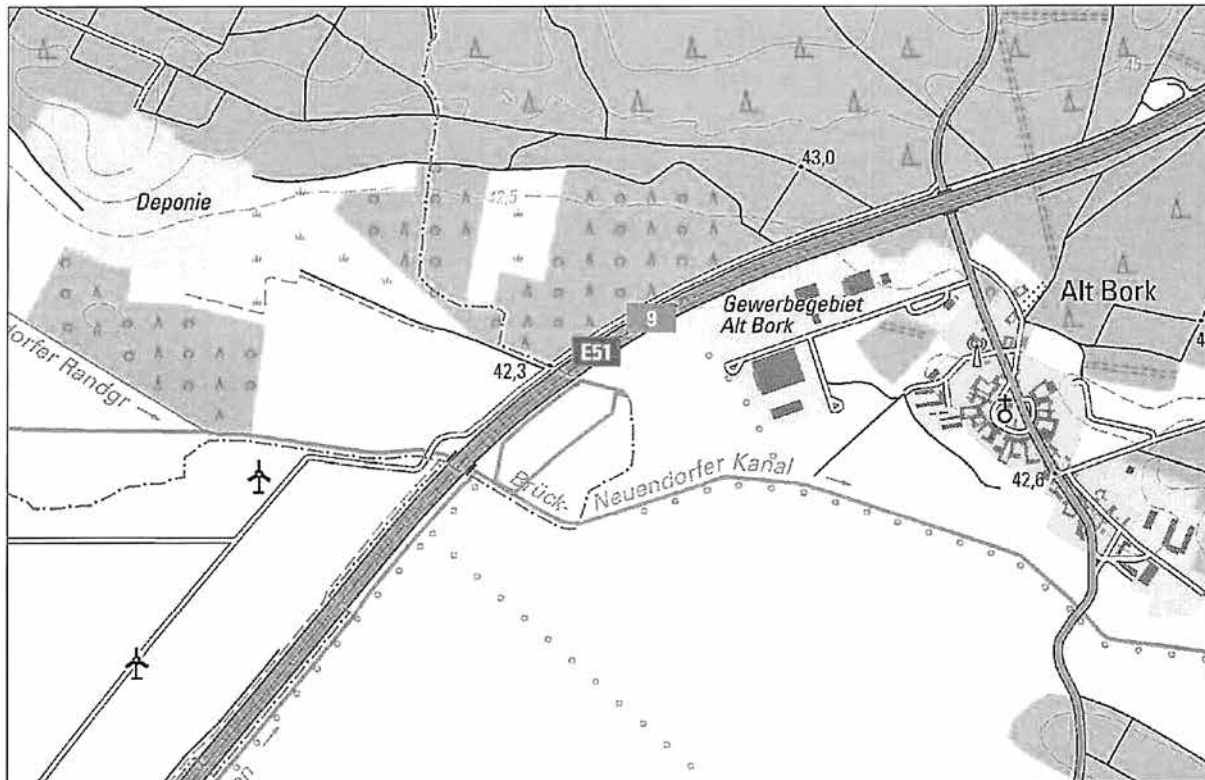 45
43,0
Deponie
42,5
Gewerbegebiet
Alt Bork
Alt Bork
9
E51
42,3
orfer Randgr
Brück-
Neuendorfer Kanal
42,6